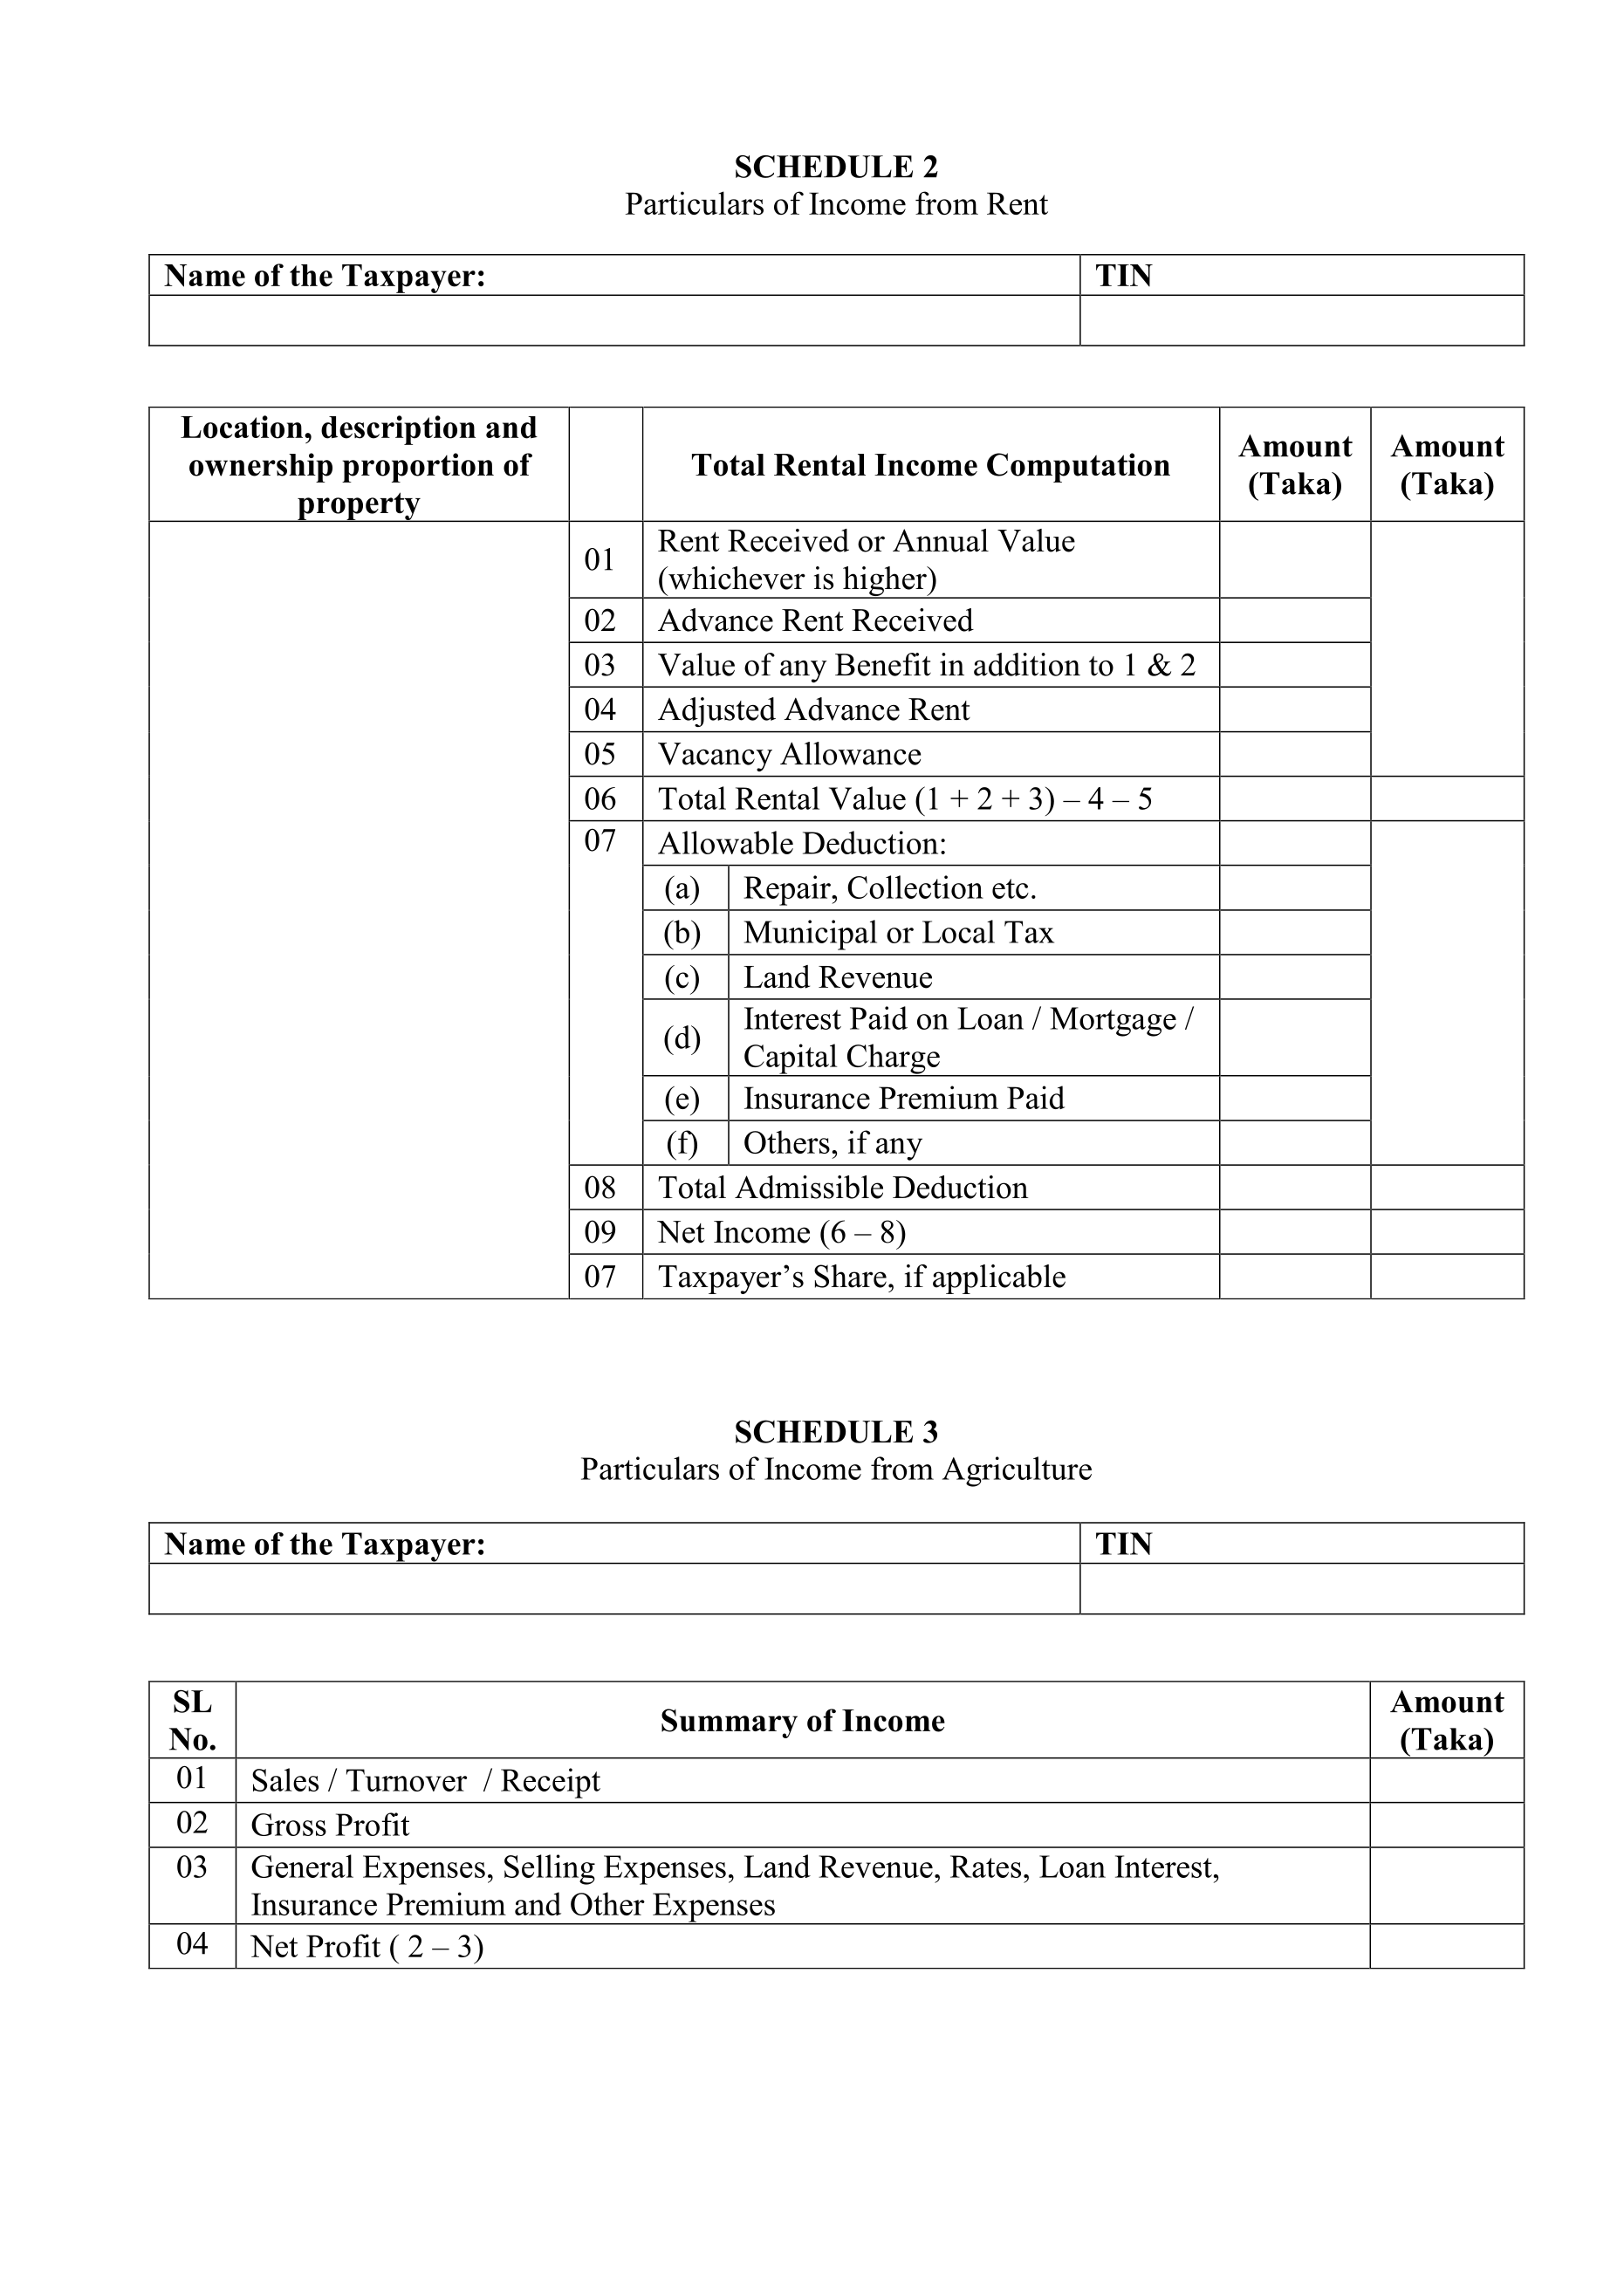 SCHEDULE 2
Particulars of Income from Rent
Name of the Taxpayer:
TIN
Location, description and
ownership proportion of
property
Total Rental Income Computation
Amount
(Taka)
Amount
(Taka)
01
Rent Received or Annual Value
(whichever is higher)
02 Advance Rent Received
03 Value of any Benefit in addition to 1 & 2
04 Adjusted Advance Rent
05 Vacancy Allowance
06 Total Rental Value (1 + 2 + 3) – 4 – 5
07 Allowable Deduction:
(a) Repair, Collection etc.
(b) Municipal or Local Tax
(c) Land Revenue
(d)
Interest Paid on Loan / Mortgage /
Capital Charge
(e) Insurance Premium Paid
(f) Others, if any
08 Total Admissible Deduction
09 Net Income (6 – 8)
07 Taxpayer’s Share, if applicable
SCHEDULE 3
Particulars of Income from Agriculture
Name of the Taxpayer:
TIN
SL
No.
Summary of Income
Amount
(Taka)
01 Sales / Turnover / Receipt
02 Gross Profit
03 General Expenses, Selling Expenses, Land Revenue, Rates, Loan Interest,
Insurance Premium and Other Expenses
04 Net Profit ( 2 – 3)